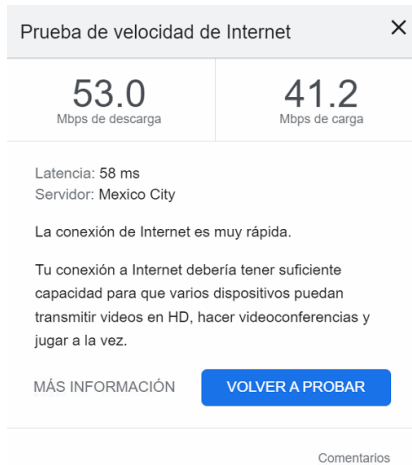 Prueba de velocidad de Internet
53.0
Mbps de descarga
41.2
Mbps de carga
Latencia: 58 ms
Servidor: Mexico City
La conexión de Internet es muy rápida.
Tu conexión a Internet debería tener suficiente
capacidad para que varios dispositivos puedan
transmitir videos en HD, hacer videoconferencias y
jugar a la vez.
MÁS INFORMACIÓN
VOLVER A PROBAR
Comentarios